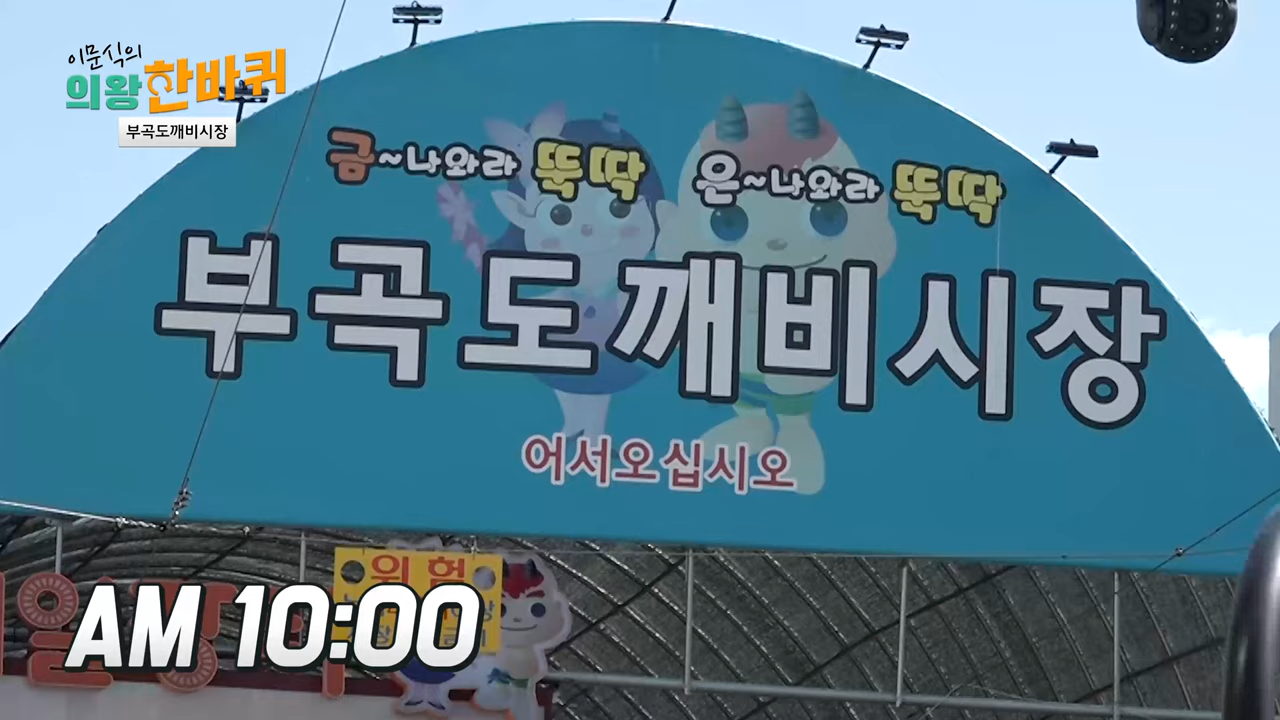 이문식의
의왕한바퀴
부곡도깨비시장
금~나와라 뚝딱 은~나와라 뚝딱
부곡도깨비시장
어서오십시오
위험
AM 10:00